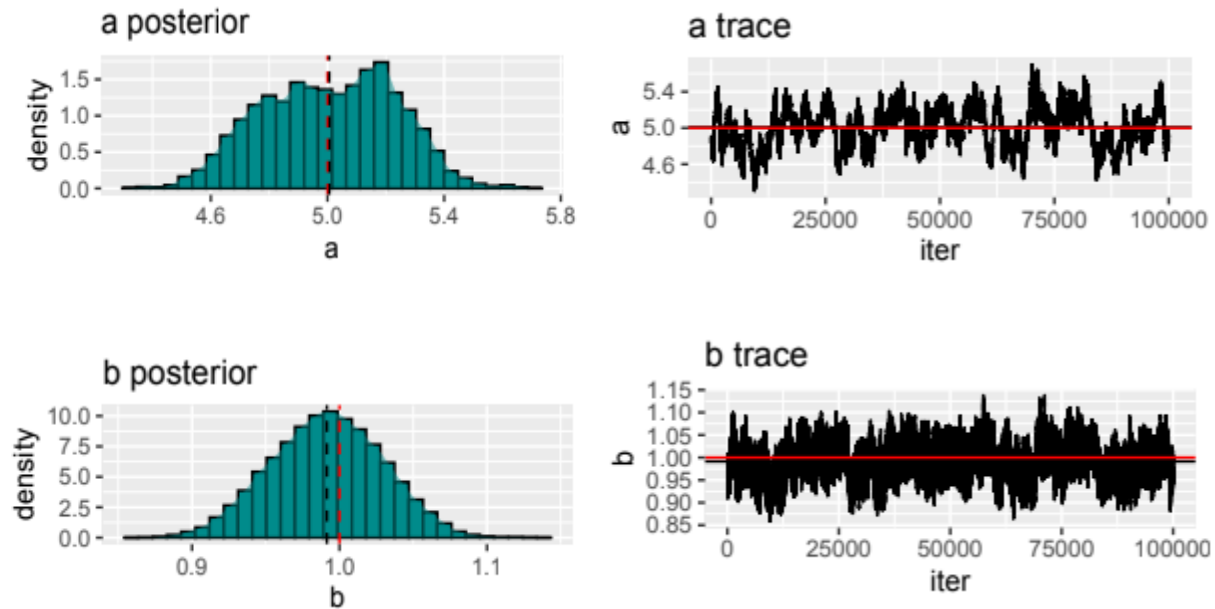 a posterior
density
1.5
1.0
0.5
0.0
4.6 5.0 5.4 5.8
a
a trace
a
5.4
5.0
4.6
0 25000 50000 75000 100000
iter
b posterior
density
10.0
7.5
5.0
2.5
0.0
0.9 1.0 1.1
b
b trace
b
1.15
1.10
1.05
1.00
0.95
0.90
0.85
0 25000 50000 75000 100000
iter